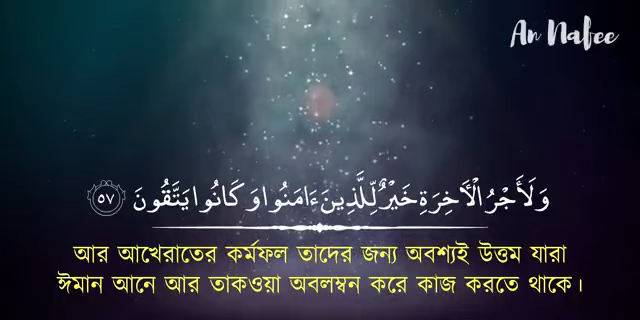 An Nafee
وَلَأَجْرُ الْآخِرَةِ خَيْرٌ لِّلَّذِينَ ءَامَنُوا وَكَانُوا يَتَّقُونَ ٥٧
আর আখেরাতের কর্মফল তাদের জন্য অবশ্যই উত্তম যারা
ঈমান আনে আর তাকওয়া অবলম্বন করে কাজ করতে থাকে।